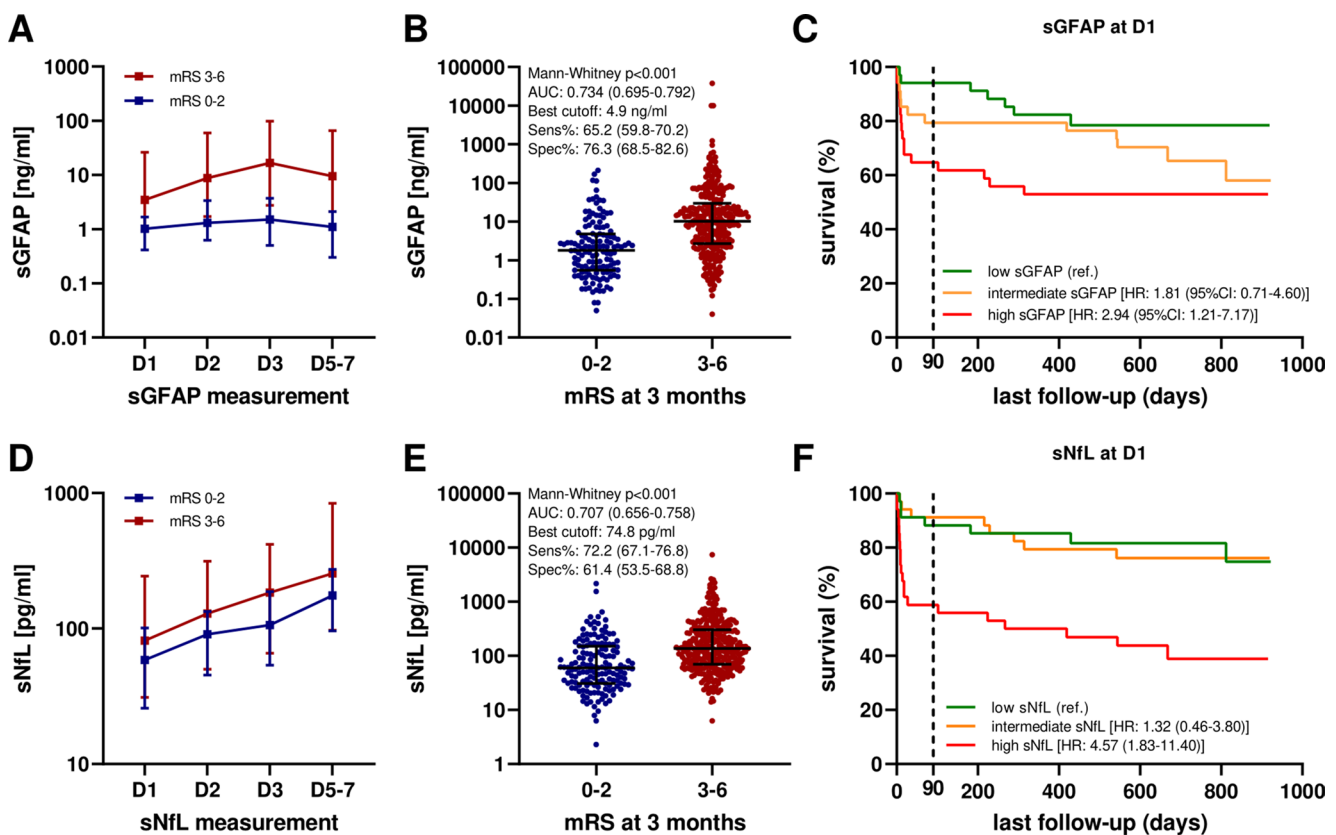 A
1000
100
10
1
0.1
0.01
sGFAP [ng/ml]
mRS 3-6
mRS 0-2
D1 D2 D3 D5-7
sGFAP measurement
B
100000
10000
1000
100
10
1
0.1
0.01
sGFAP [ng/ml]
Mann-Whitney p<0.001
AUC: 0.734 (0.695-0.792)
Best cutoff: 4.9 ng/ml
Sens%: 65.2 (59.8-70.2)
Spec%: 76.3 (68.5-82.6)
0-2 3-6
mRS at 3 months
C
sGFAP at D1
100
80
60
40
20
0
survival (%)
low sGFAP (ref.)
intermediate sGFAP [HR: 1.81 (95%CI: 0.71-4.60)]
high sGFAP [HR: 2.94 (95%CI: 1.21-7.17)]
0 90 200 400 600 800 1000
last follow-up (days)
D
1000
100
10
sNfL [pg/ml]
mRS 0-2
mRS 3-6
D1 D2 D3 D5-7
sNfL measurement
E
100000
10000
1000
100
10
1
sNfL [pg/ml]
Mann-Whitney p<0.001
AUC: 0.707 (0.656-0.758)
Best cutoff: 74.8 pg/ml
Sens%: 72.2 (67.1-76.8)
Spec%: 61.4 (53.5-68.8)
0-2 3-6
mRS at 3 months
F
sNfL at D1
100
80
60
40
20
0
survival (%)
low sNfL (ref.)
intermediate sNfL [HR: 1.32 (0.46-3.80)]
high sNfL [HR: 4.57 (1.83-11.40)]
0 90 200 400 600 800 1000
last follow-up (days)